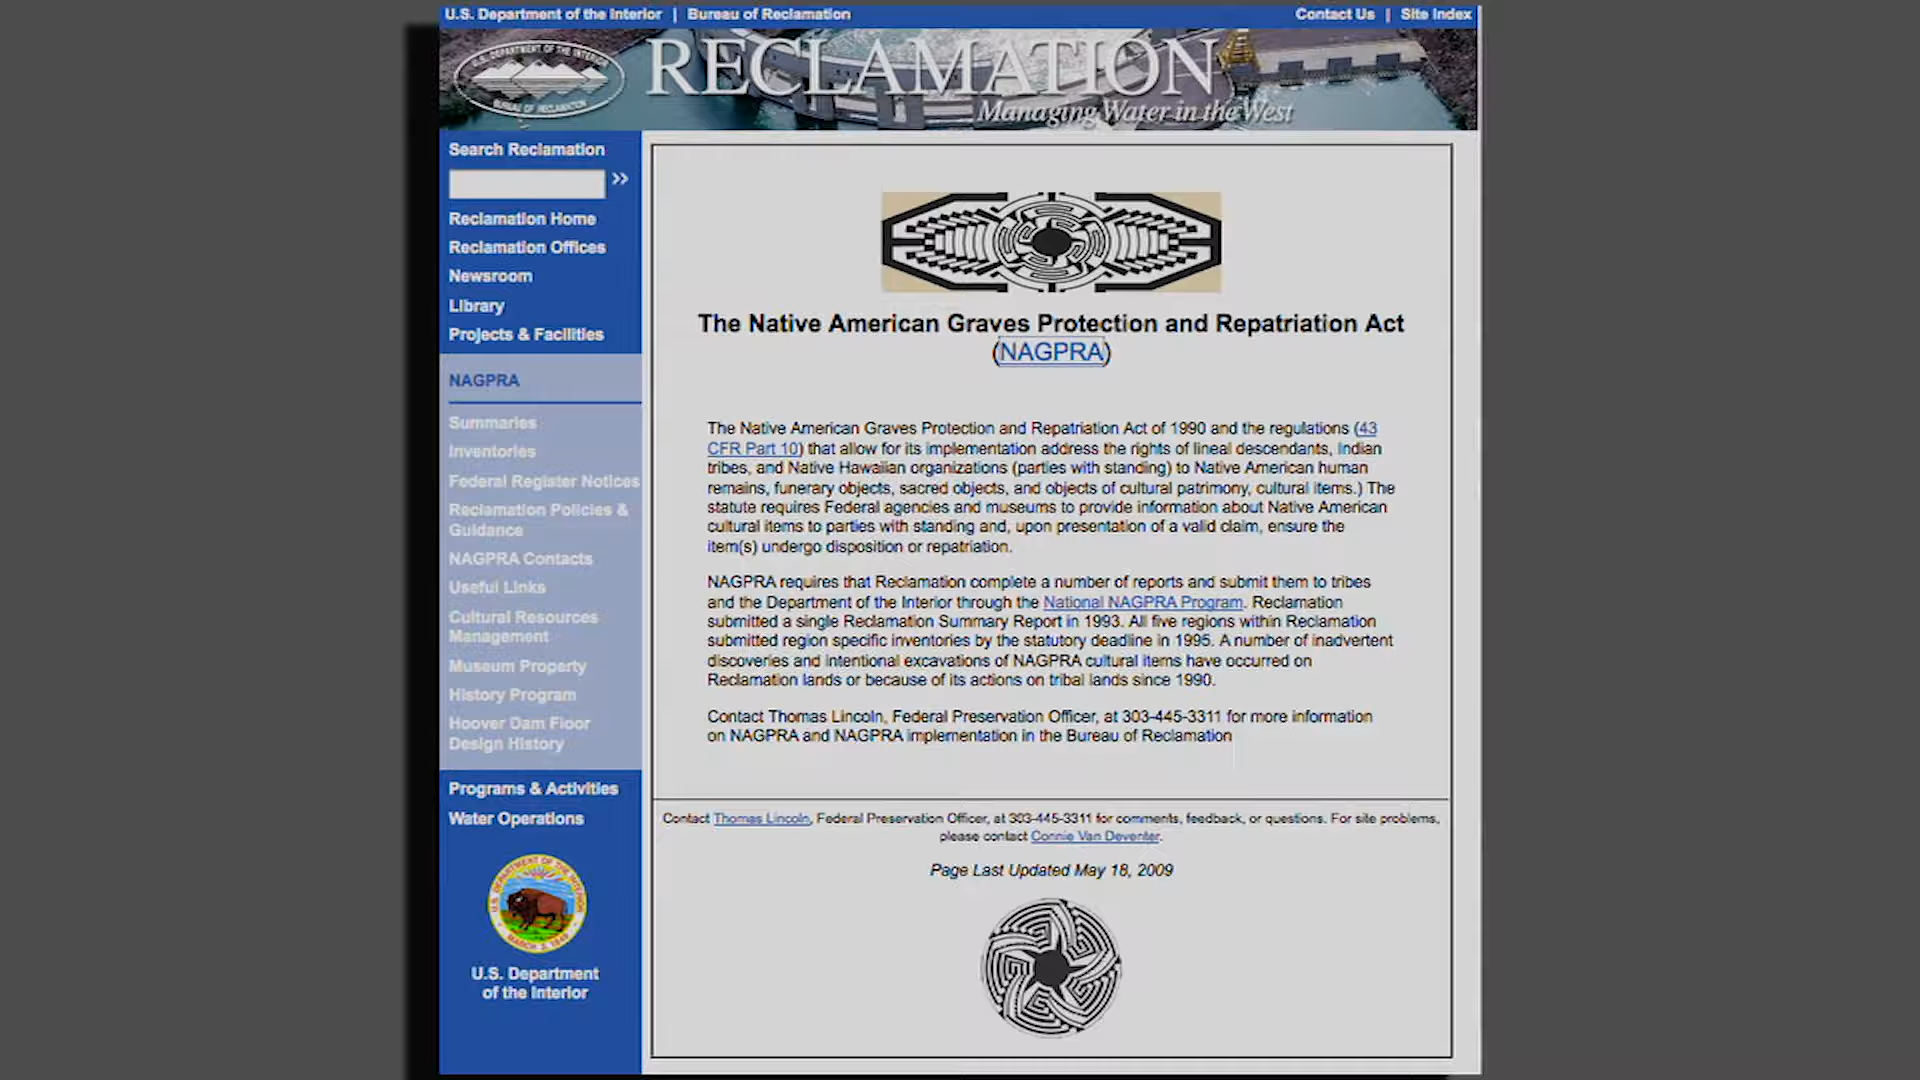 U.S. Department of the Interior | Bureau of Reclamation
Contact Us | Site Index
U.S. DEPARTMENT OF THE INTERIOR
BUREAU OF RECLAMATION
RECLAMATION
Managing Water in the West
Search Reclamation
>>
Reclamation Home
Reclamation Offices
Newsroom
Library
Projects & Facilities
NAGPRA
Summaries
Inventories
Federal Register Notices
Reclamation Policies &
Guidance
NAGPRA Contacts
Useful Links
Cultural Resources
Management
Museum Property
History Program
Hoover Dam Floor
Design History
Programs & Activities
Water Operations
U.S. DEPARTMENT OF THE INTERIOR
MARCH 3, 1849
U.S. Department
of the Interior
The Native American Graves Protection and Repatriation Act
(NAGPRA)
The Native American Graves Protection and Repatriation Act of 1990 and the regulations (43
CFR Part 10) that allow for its implementation address the rights of lineal descendants, Indian
tribes, and Native Hawaiian organizations (parties with standing) to Native American human
remains, funerary objects, sacred objects, and objects of cultural patrimony, cultural items.) The
statute requires Federal agencies and museums to provide information about Native American
cultural items to parties with standing and, upon presentation of a valid claim, ensure the
item(s) undergo disposition or repatriation.
NAGPRA requires that Reclamation complete a number of reports and submit them to tribes
and the Department of the Interior through the National NAGPRA Program. Reclamation
submitted a single Reclamation Summary Report in 1993. All five regions within Reclamation
submitted region specific inventories by the statutory deadline in 1995. A number of inadvertent
discoveries and intentional excavations of NAGPRA cultural items have occurred on
Reclamation lands or because of its actions on tribal lands since 1990.
Contact Thomas Lincoln, Federal Preservation Officer, at 303-445-3311 for more information
on NAGPRA and NAGPRA implementation in the Bureau of Reclamation
Contact Thomas Lincoln, Federal Preservation Officer, at 303-445-3311 for comments, feedback, or questions. For site problems,
please contact Connie Van Deventer.
Page Last Updated May 18, 2009